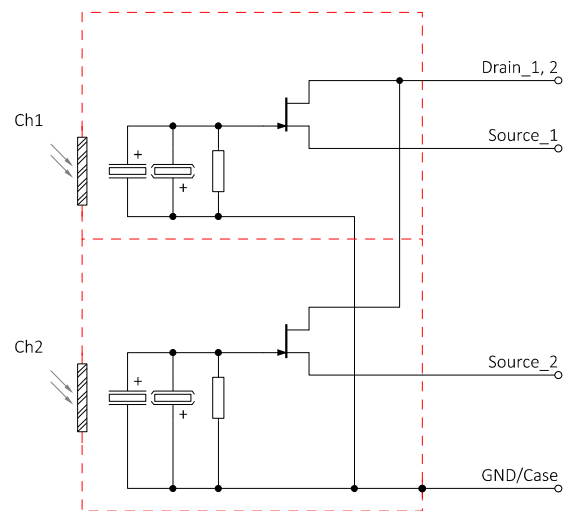 Drain_1, 2
Ch1
Source_1
+
+
Ch2
Source_2
+
+
GND/Case